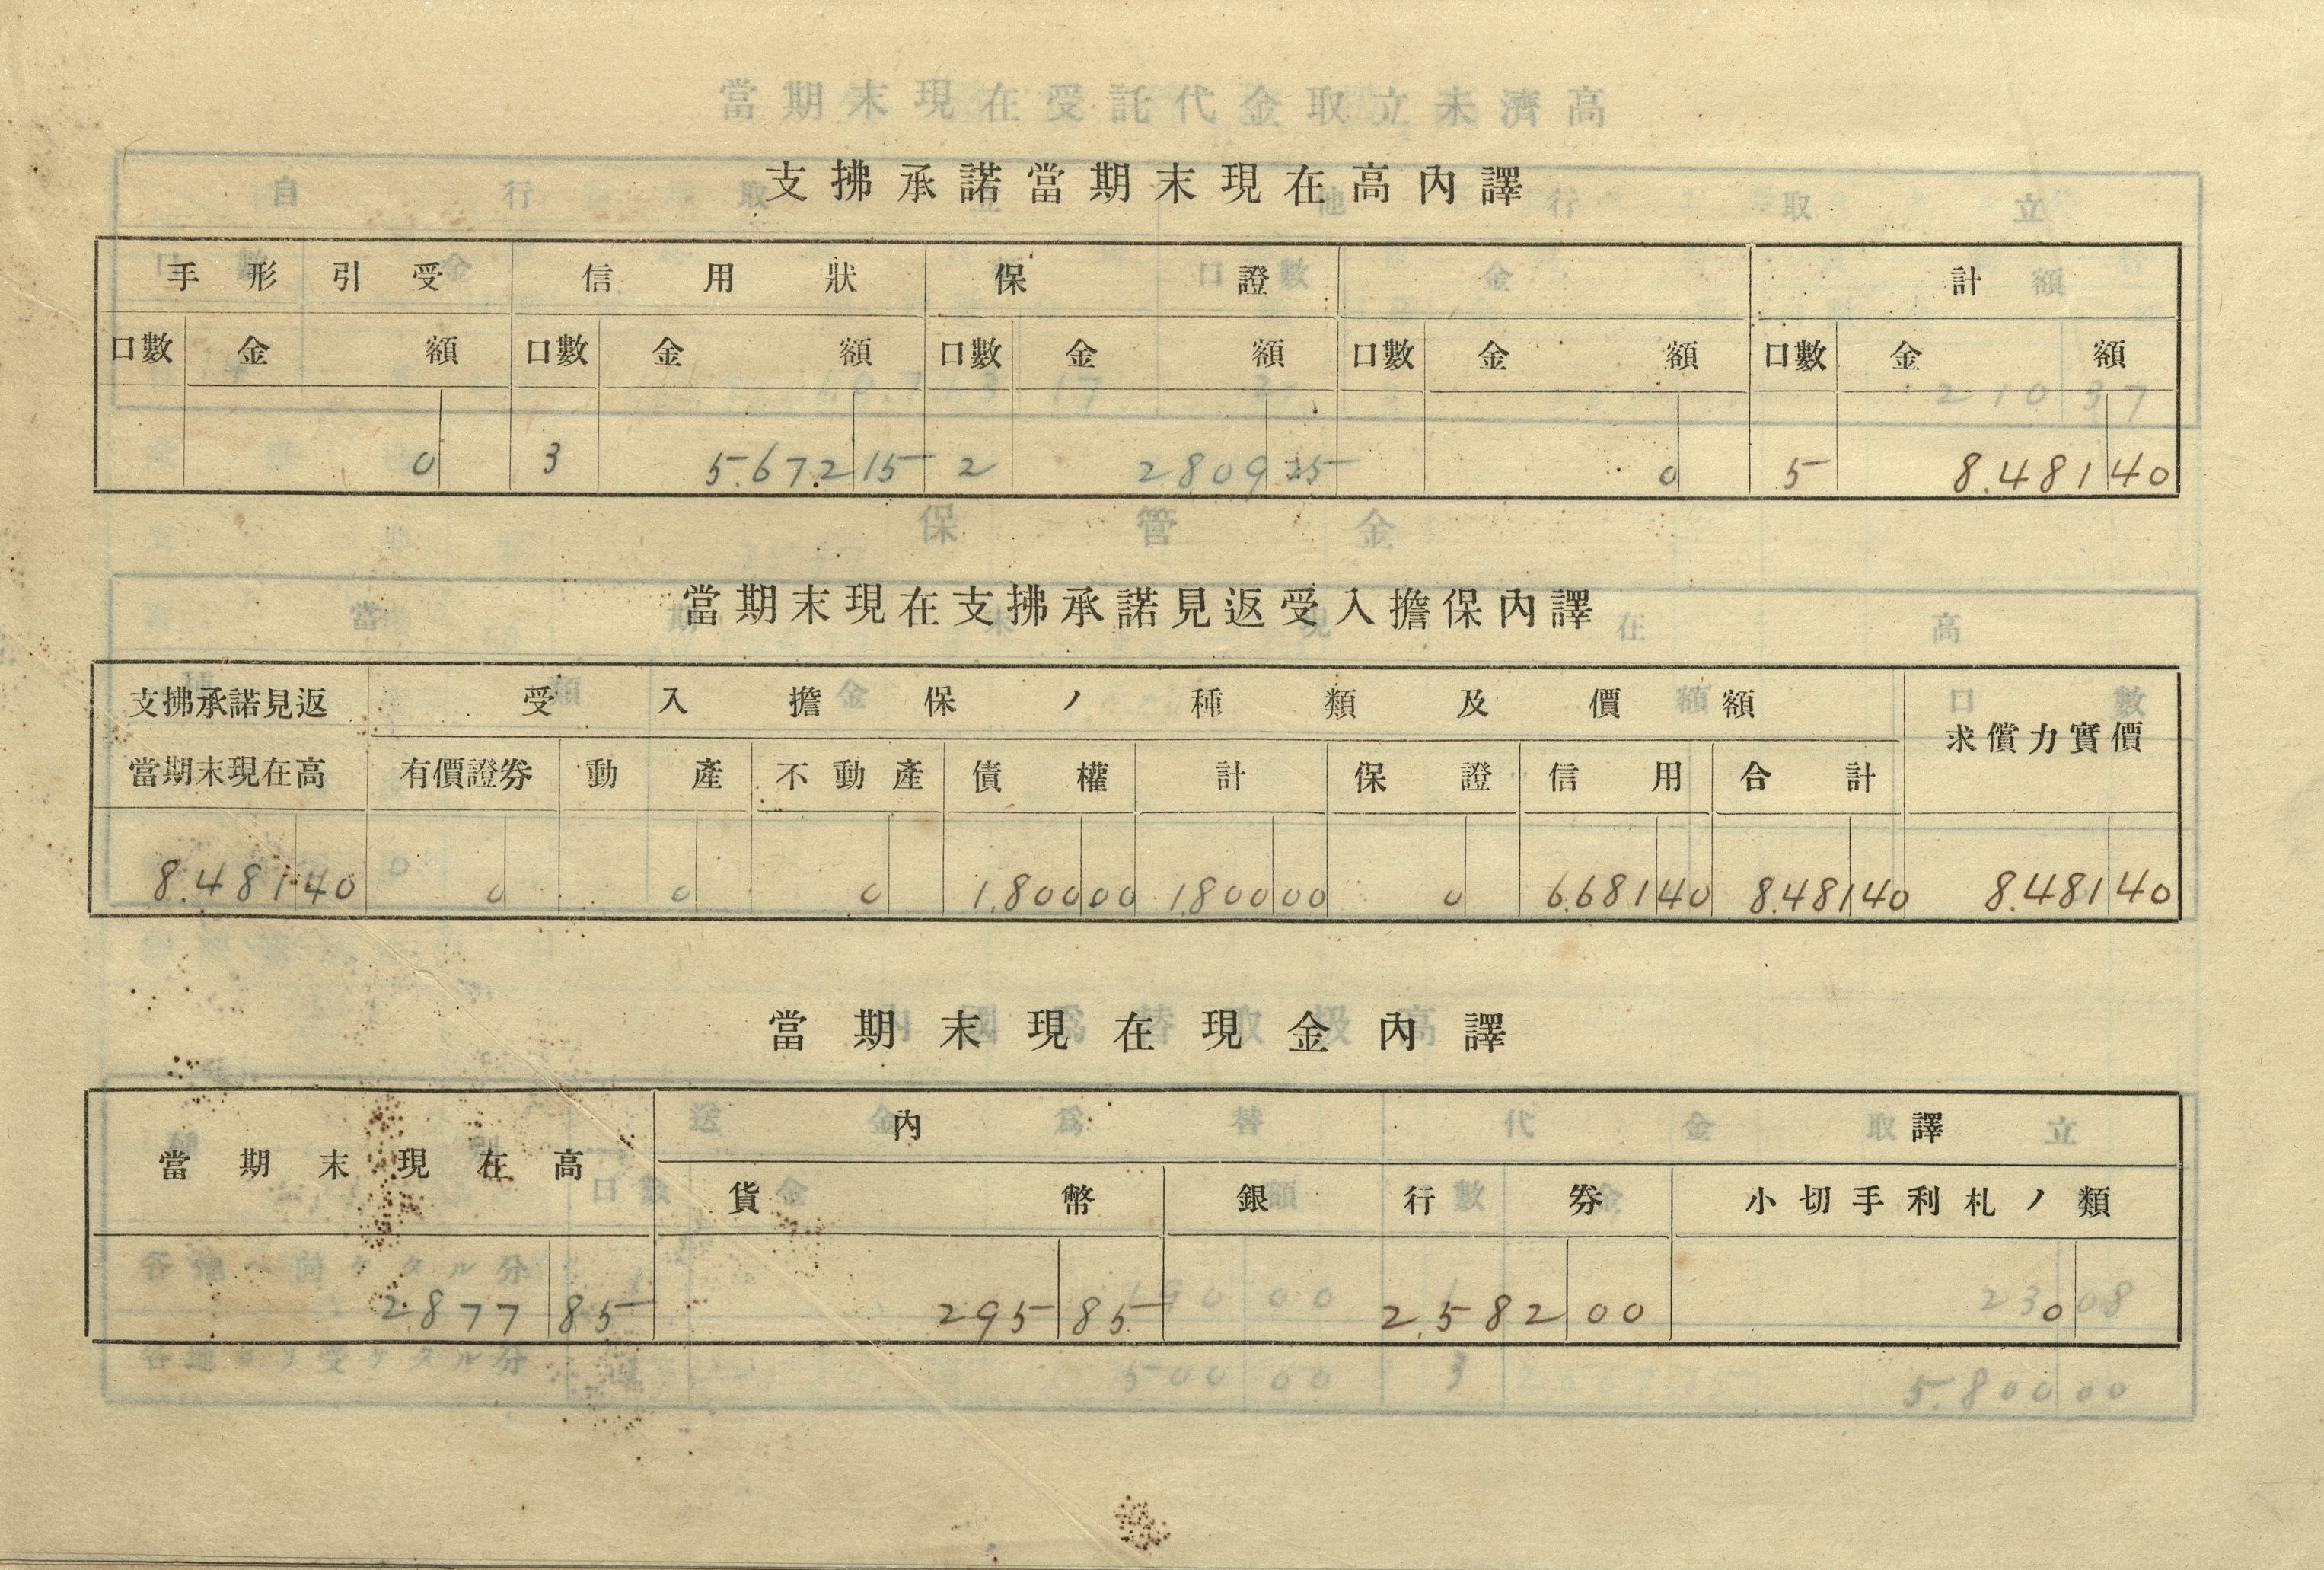 支拂承諾當期末現在高內譯
手形引受 信用狀 保證 計
口數 金額 口數 金額 口數 金額 口數 金額 口數 金額
0 3 5.672 15 2 2809 25 0 5 8.481 40
當期末現在支拂承諾見返受入擔保內譯
支拂承諾見返 受入擔保ノ種類及價額 求償力實價
當期末現在高 有價證券 動產 不動產 債權 計 保證 信用 合計
8.481 40 0 0 0 1.800 00 1.800 00 0 6.681 40 8.481 40 8.481 40
當期末現在現金內譯
當期末現在高 內譯
貨幣 銀行券 小切手利札ノ類
2.877 85 295 85 2.582 00 0